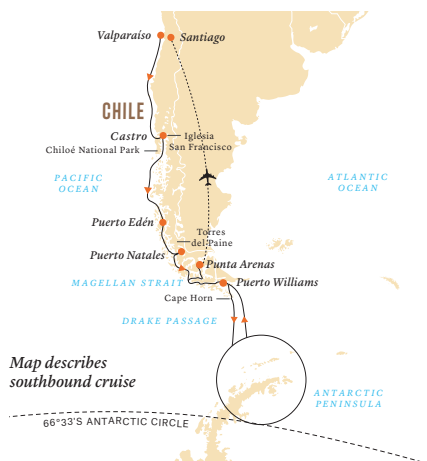 Valparaíso
Santiago
CHILE
Castro
Iglesia
San Francisco
Chiloé National Park
PACIFIC
OCEAN
ATLANTIC
OCEAN
Puerto Edén
Torres
del Paine
Puerto Natales
Punta Arenas
MAGELLAN STRAIT
Puerto Williams
Cape Horn
DRAKE PASSAGE
Map describes
southbound cruise
ANTARCTIC
PENINSULA
66°33'S ANTARCTIC CIRCLE